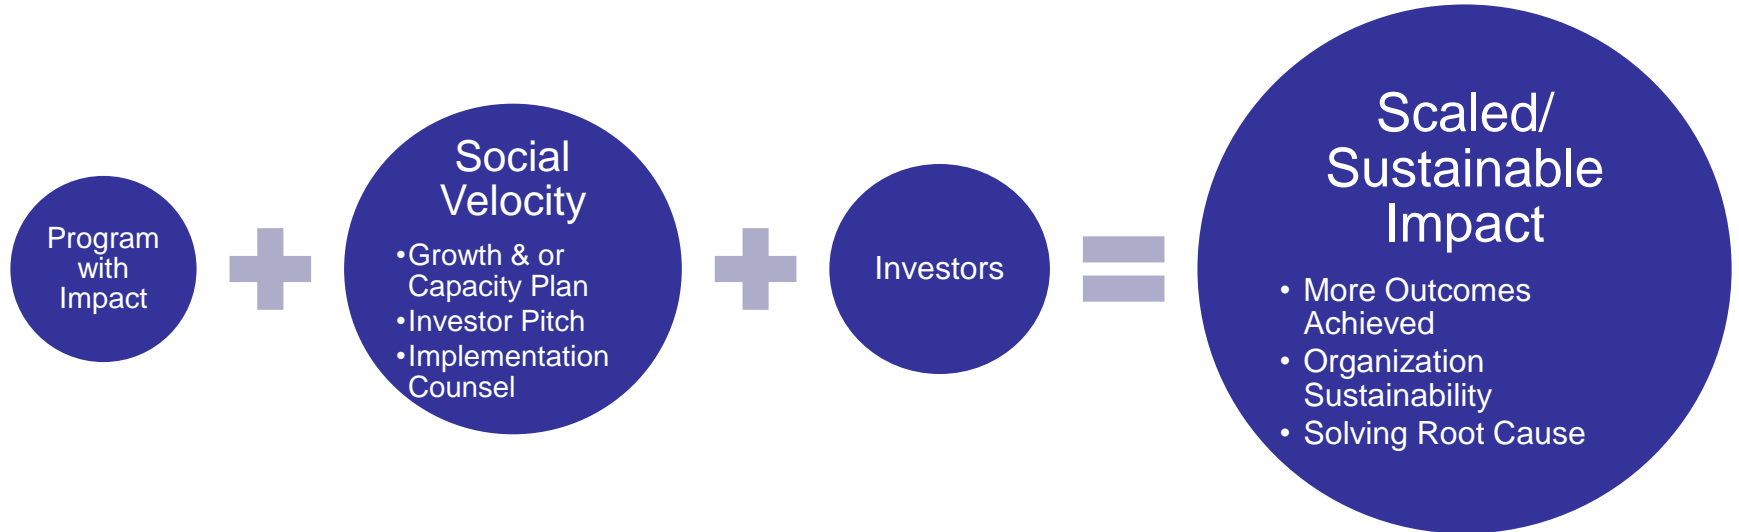 Program
with
Impact
Social
Velocity
•Growth & or
Capacity Plan
•Investor Pitch
•Implementation
Counsel
Investors
Scaled/
Sustainable
Impact
• More Outcomes
Achieved
• Organization
Sustainability
• Solving Root Cause